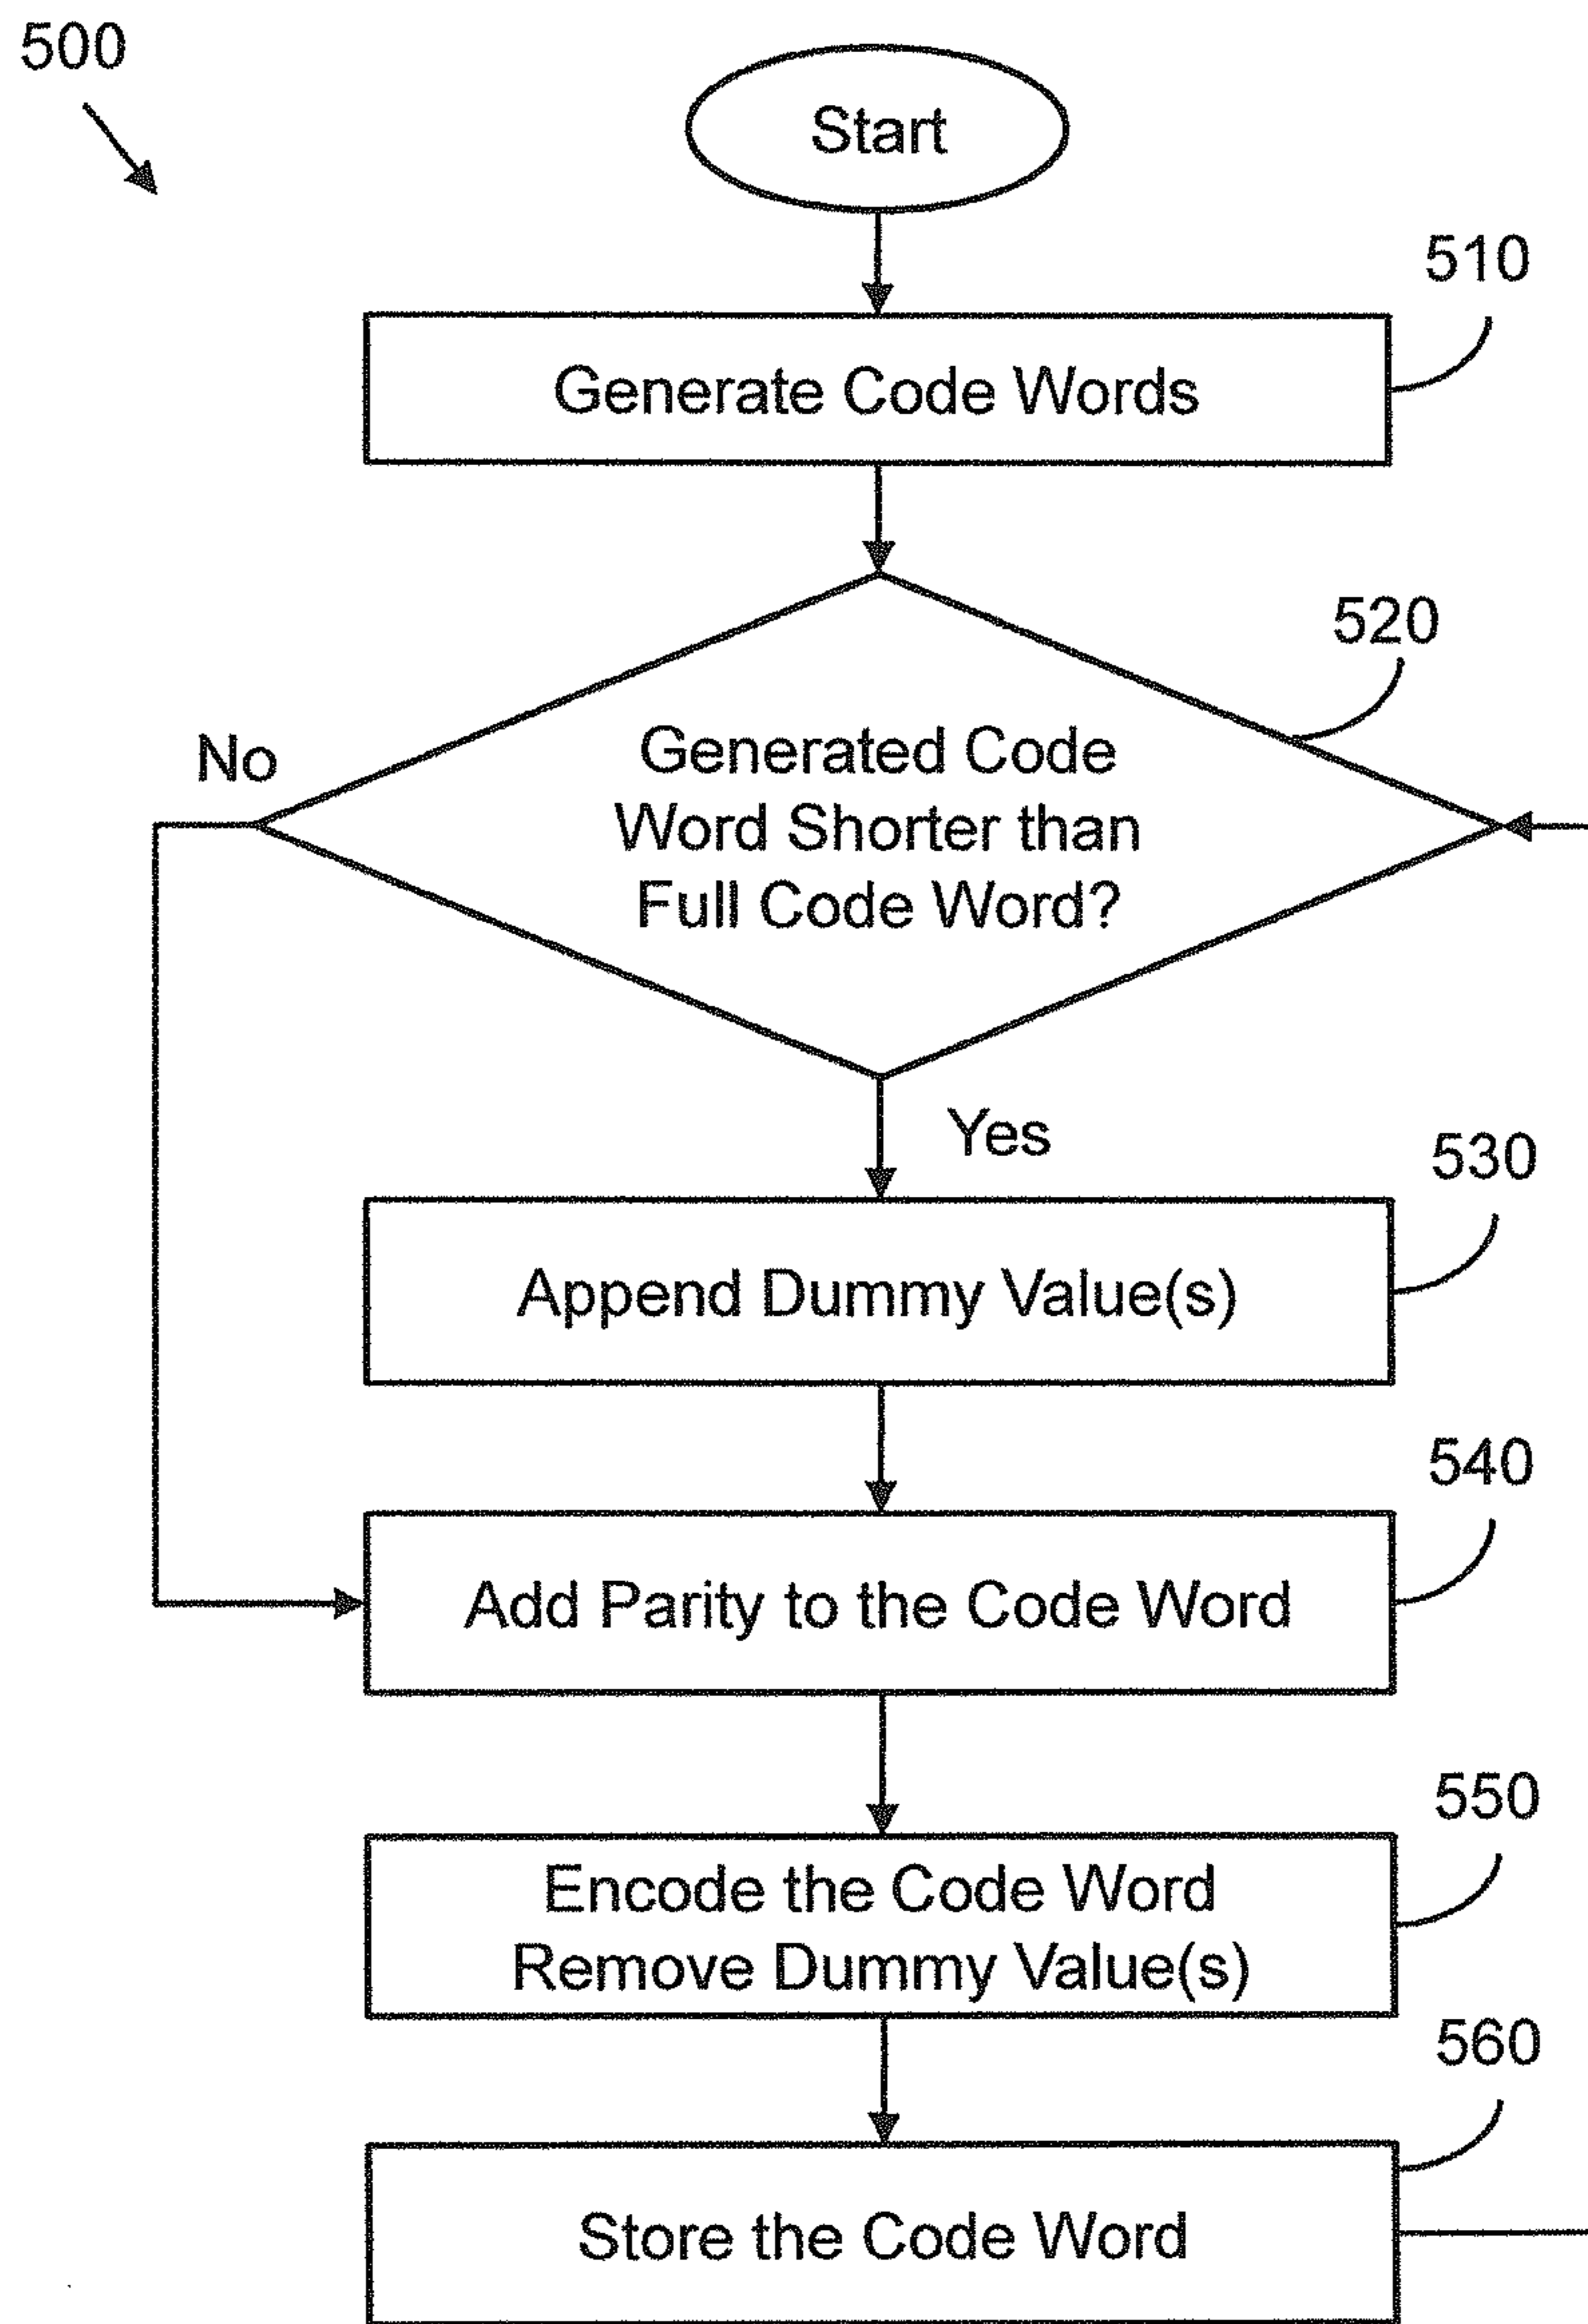 500
Start
510
Generate Code Words
520
No
Generated Code
Word Shorter than
Full Code Word?
Yes
530
Append Dummy Value(s)
540
Add Parity to the Code Word
550
Encode the Code Word
Remove Dummy Value(s)
560
Store the Code Word